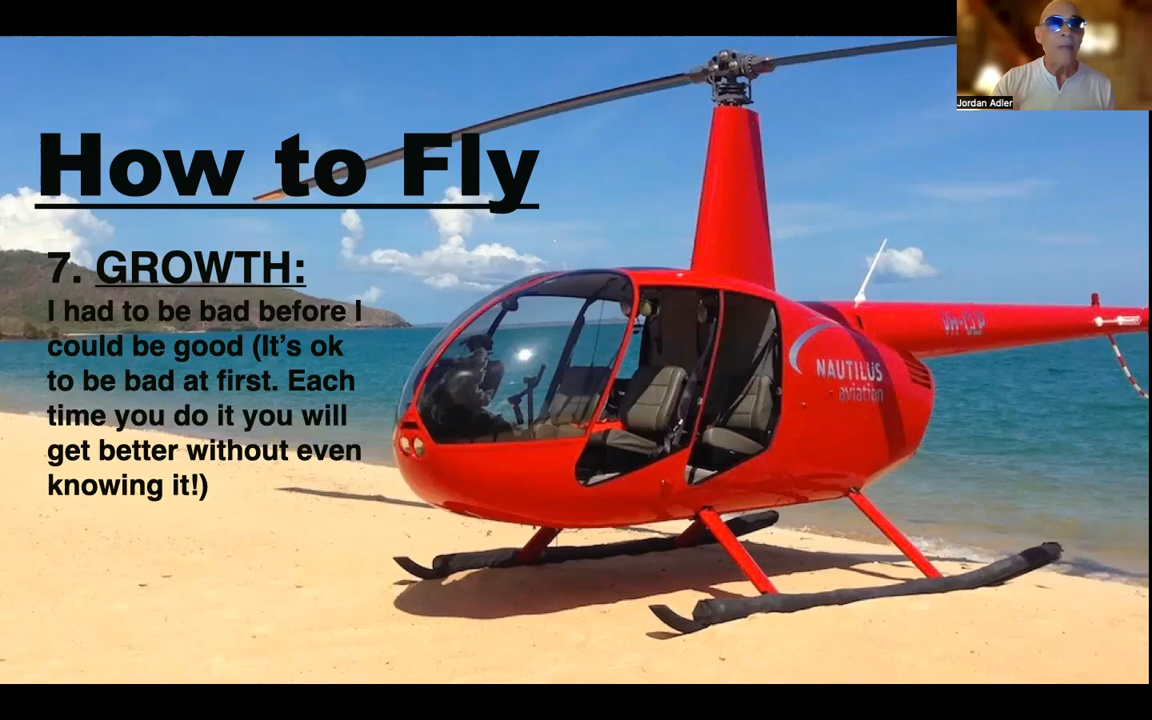 Jordan Adler
How to Fly
7. GROWTH:
I had to be bad before I
could be good (It's ok
to be bad at first. Each
time you do it you will
get better without even
knowing it!)
NAUTILUS
aviation